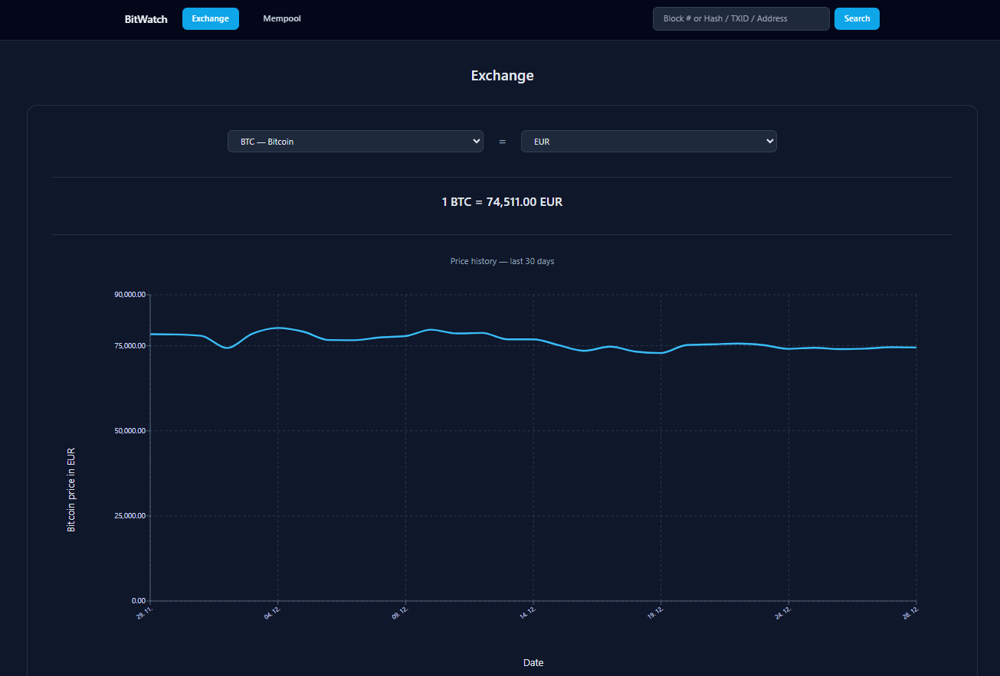 BitWatch Exchange Mempool Block # or Hash / TXID / Address Search
Exchange
BTC — Bitcoin = EUR
1 BTC = 74,511.00 EUR
Price history — last 30 days
90,000.00
75,000.00
50,000.00
25,000.00
0.00
Bitcoin price in EUR
29. 11. 04. 12. 09. 12. 14. 12. 19. 12. 24. 12. 28. 12.
Date